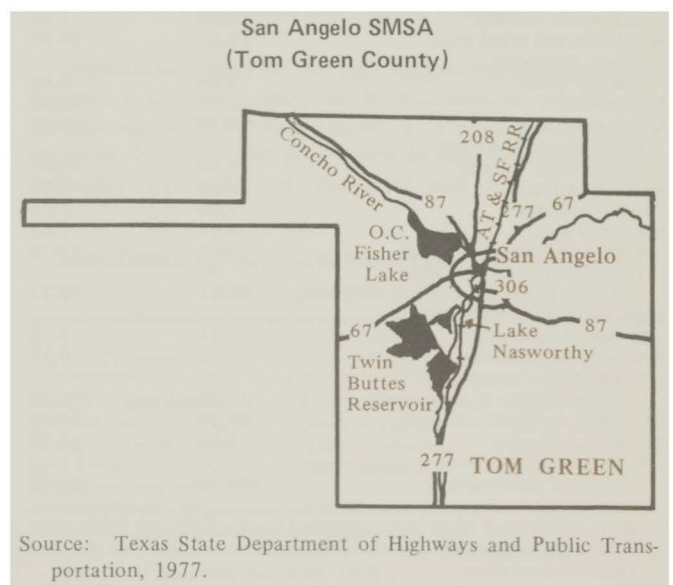 San Angelo SMSA
(Tom Green County)
208
AT & SF RR
Concho River
87
277
67
O.C.
Fisher
Lake
San Angelo
306
67
87
Lake
Nasworthy
Twin
Buttes
Reservoir
277
TOM GREEN
Source: Texas State Department of Highways and Public Trans-
portation, 1977.